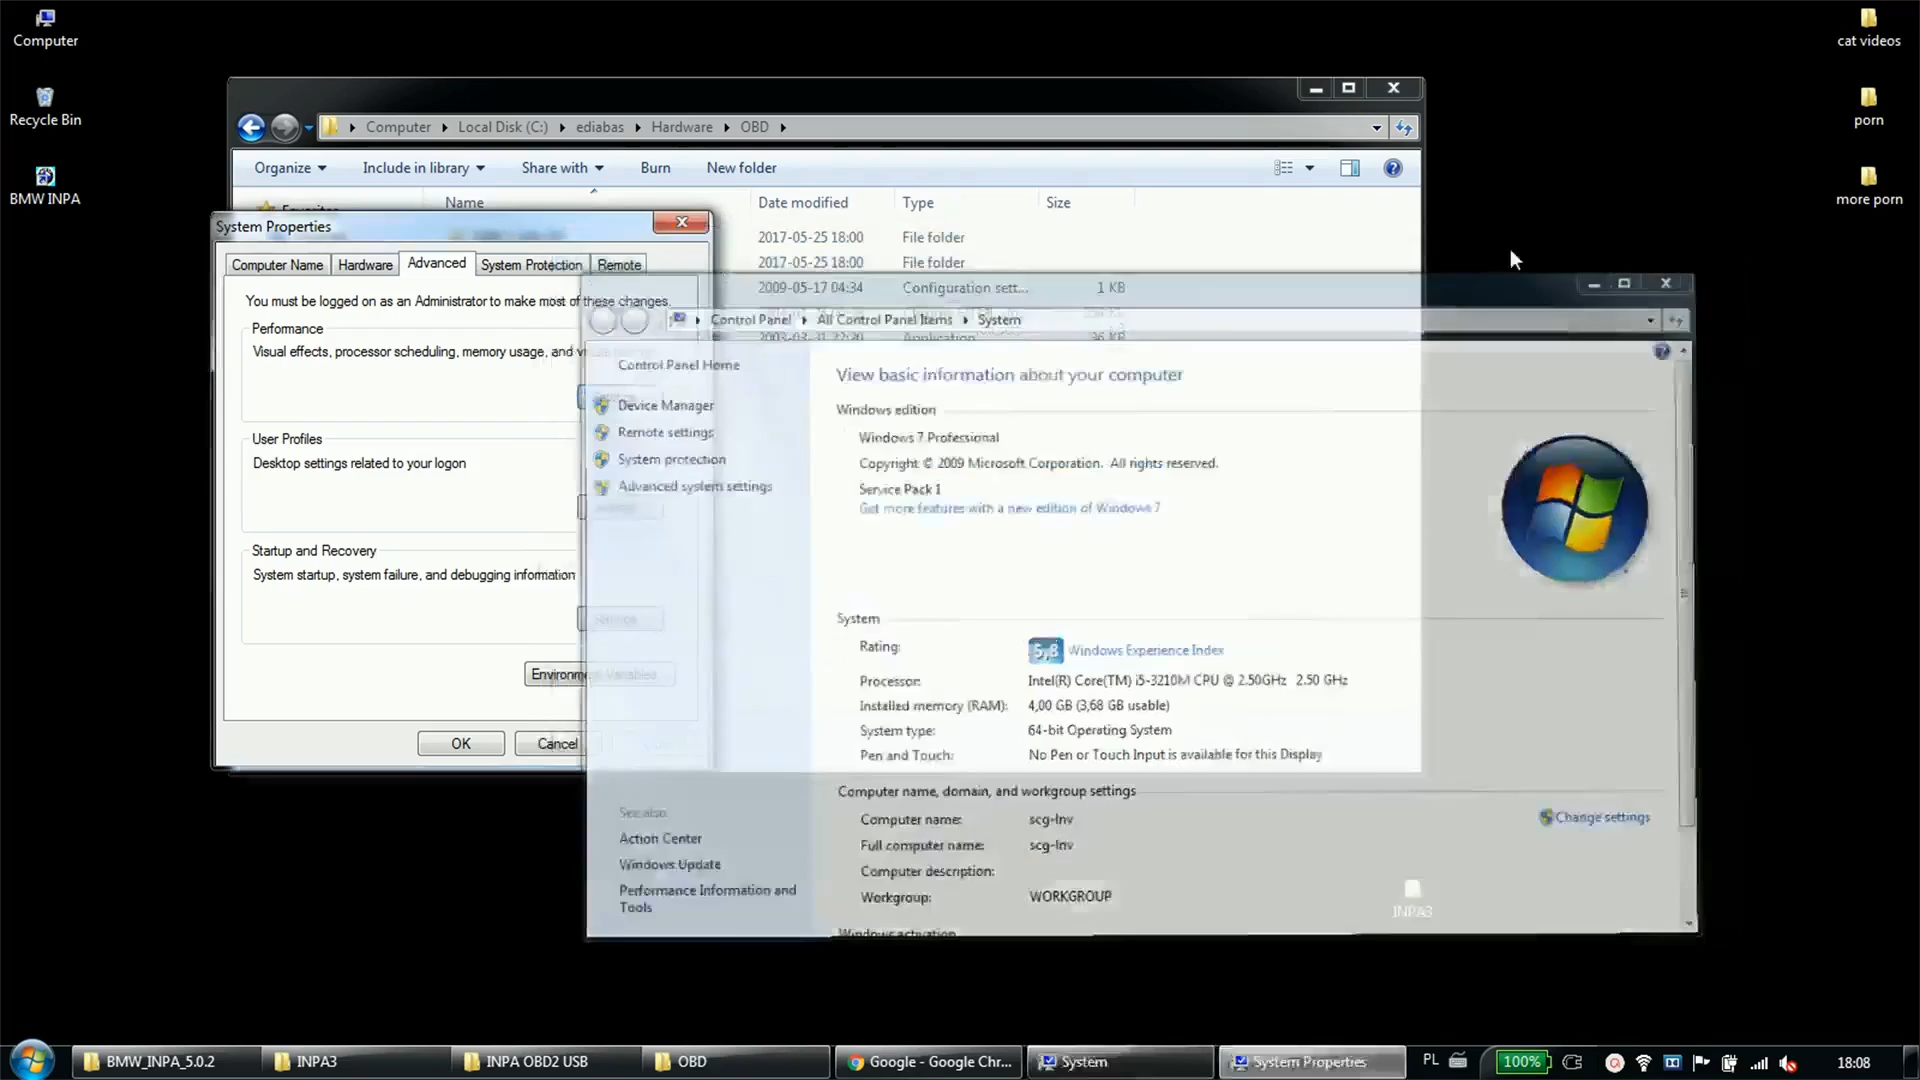 Computer
Recycle Bin
BMW INPA
cat videos
porn
more porn
Computer Local Disk (C:) ediabas Hardware OBD
Organize Include in library Share with Burn New folder
Name Date modified Type Size
2017-05-25 18:00 File folder
2017-05-25 18:00 File folder
2009-05-17 04:34 Configuration sett... 1 KB
System Properties
Computer Name Hardware Advanced System Protection Remote
You must be logged on as an Administrator to make most of these changes.
Performance
Visual effects, processor scheduling, memory usage, and
User Profiles
Desktop settings related to your logon
Startup and Recovery
System startup, system failure, and debugging information
Environment Variables...
OK Cancel
Control Panel All Control Panel Items System
Control Panel Home
Device Manager
Remote settings
System protection
Advanced system settings
See also
Action Center
Windows Update
Performance Information and
Tools
View basic information about your computer
Windows edition
Windows 7 Professional
Copyright © 2009 Microsoft Corporation. All rights reserved.
Service Pack 1
Get more features with a new edition of Windows 7
System
Rating: 5,8 Windows Experience Index
Processor: Intel(R) Core(TM) i5-3210M CPU @ 2.50GHz 2.50 GHz
Installed memory (RAM): 4,00 GB (3,68 GB usable)
System type: 64-bit Operating System
Pen and Touch: No Pen or Touch Input is available for this Display
Computer name, domain, and workgroup settings
Computer name: scg-lnv
Change settings
Full computer name: scg-lnv
Computer description:
Workgroup: WORKGROUP
Windows activation
INPA3
BMW_INPA_5.0.2 INPA3 INPA OBD2 USB OBD Google - Google Chr... System System Properties PL 100% 18:08